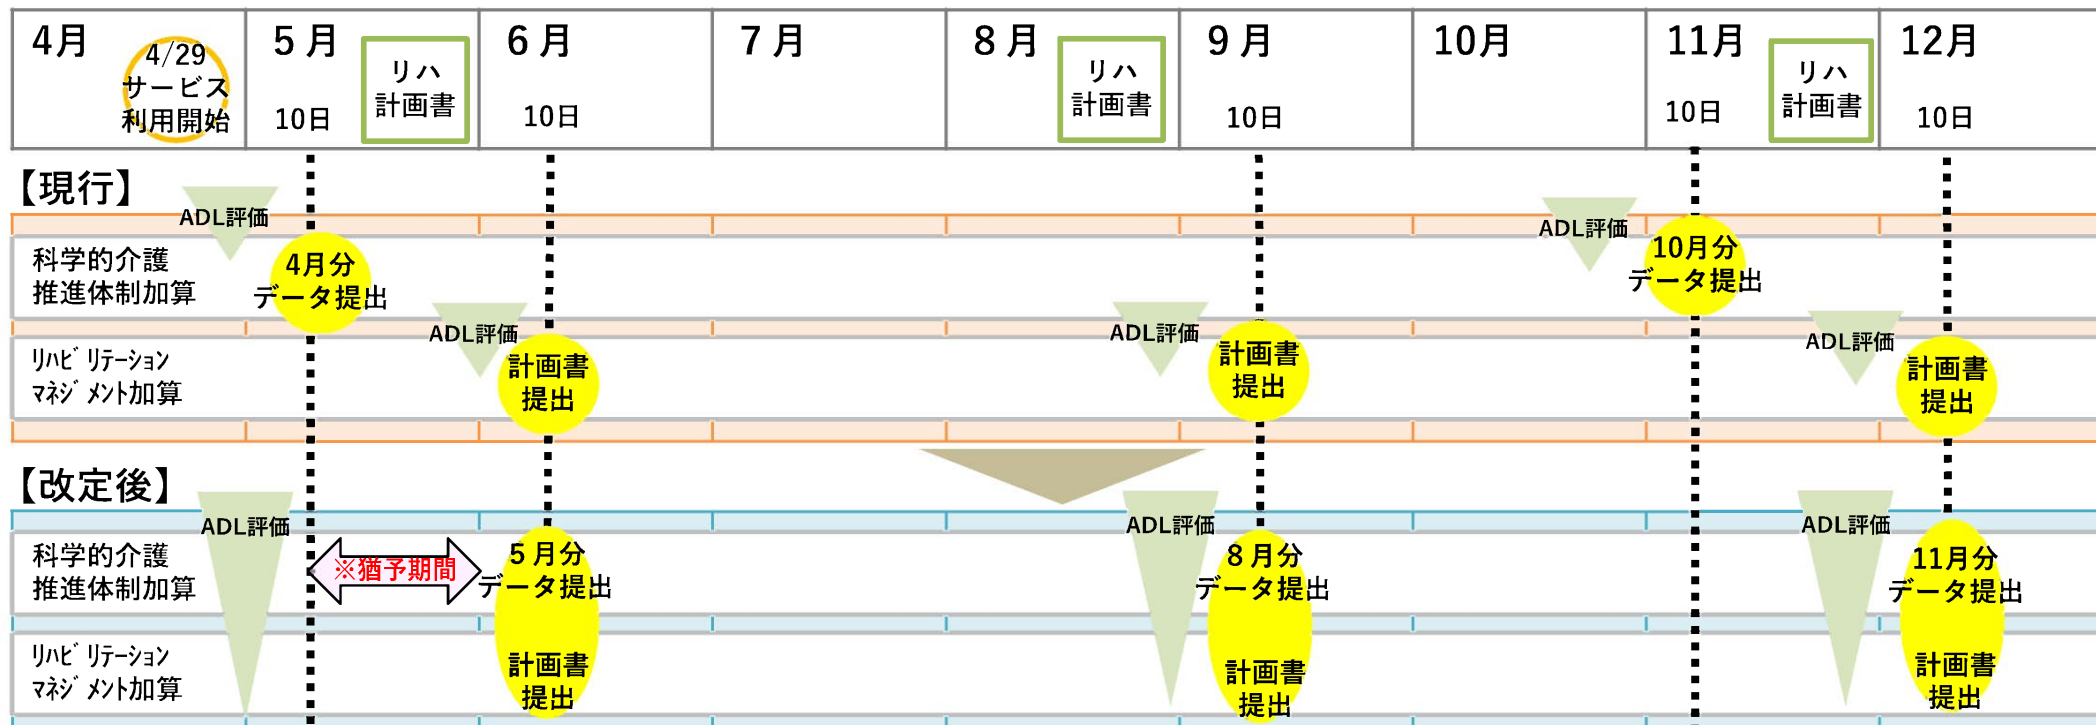 4月
4/29
サービス
利用開始
5月
10日
リハ
計画書
6月
10日
7月
8月
リハ
計画書
9月
10日
10月
11月
10日
リハ
計画書
12月
10日
【現行】
ADL評価
ADL評価
科学的介護
推進体制加算
4月分
データ提出
10月分
データ提出
ADL評価
ADL評価
ADL評価
リハビリテーション
マネジメント加算
計画書
提出
計画書
提出
計画書
提出
【改定後】
ADL評価
ADL評価
ADL評価
科学的介護
推進体制加算
※猶予期間
5月分
データ提出
8月分
データ提出
11月分
データ提出
リハビリテーション
マネジメント加算
計画書
提出
計画書
提出
計画書
提出